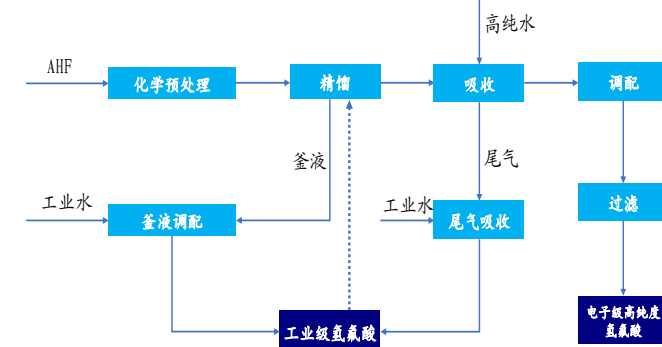 高纯水
AHF
化学预处理
精馏
吸收
调配
釜液
尾气
工业水
釜液调配
工业水
尾气吸收
过滤
工业级氢氟酸
电子级高纯度
氢氟酸